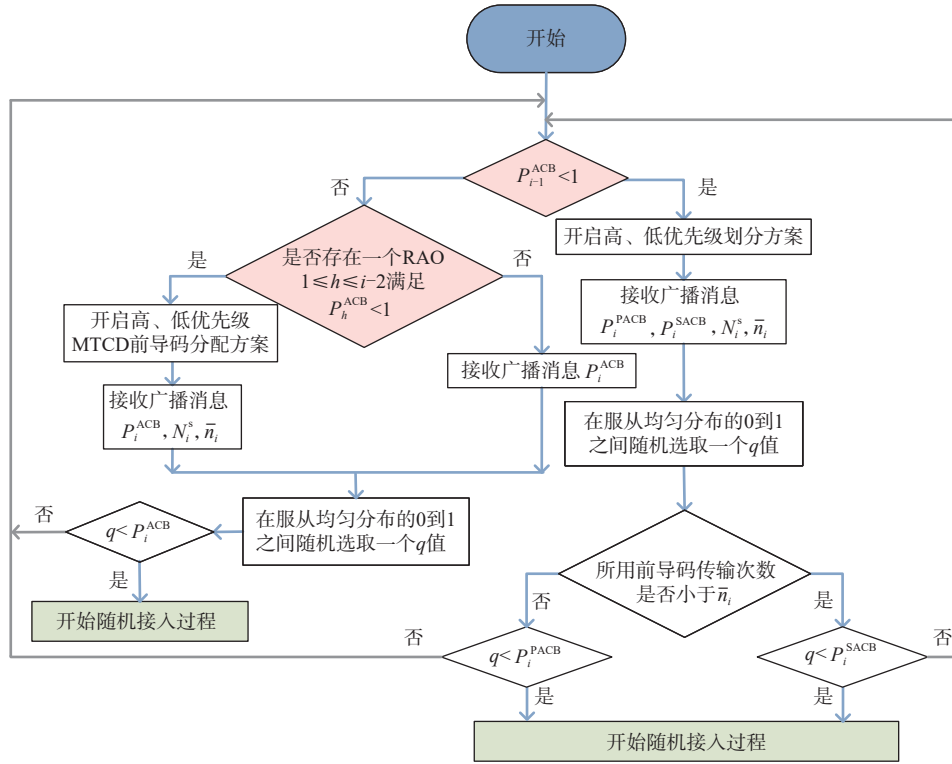 开始
P_{i−1}^{ACB}<1
否
是
是否存在一个RAO
1≤h≤i−2满足
P_h^{ACB}<1
是
否
开启高、低优先级划分方案
开启高、低优先级
MTCD前导码分配方案
接收广播消息
P_i^{PACB}, P_i^{SACB}, N_i^s, n̄_i
接收广播消息 P_i^{ACB}
接收广播消息
P_i^{ACB}, N_i^s, n̄_i
在服从均匀分布的0到1
之间随机选取一个q值
在服从均匀分布的0到1
之间随机选取一个q值
否
q< P_i^{ACB}
是
开始随机接入过程
所用前导码传输次数
是否小于 n̄_i
否
是
否
q< P_i^{PACB}
q< P_i^{SACB}
否
是
是
开始随机接入过程